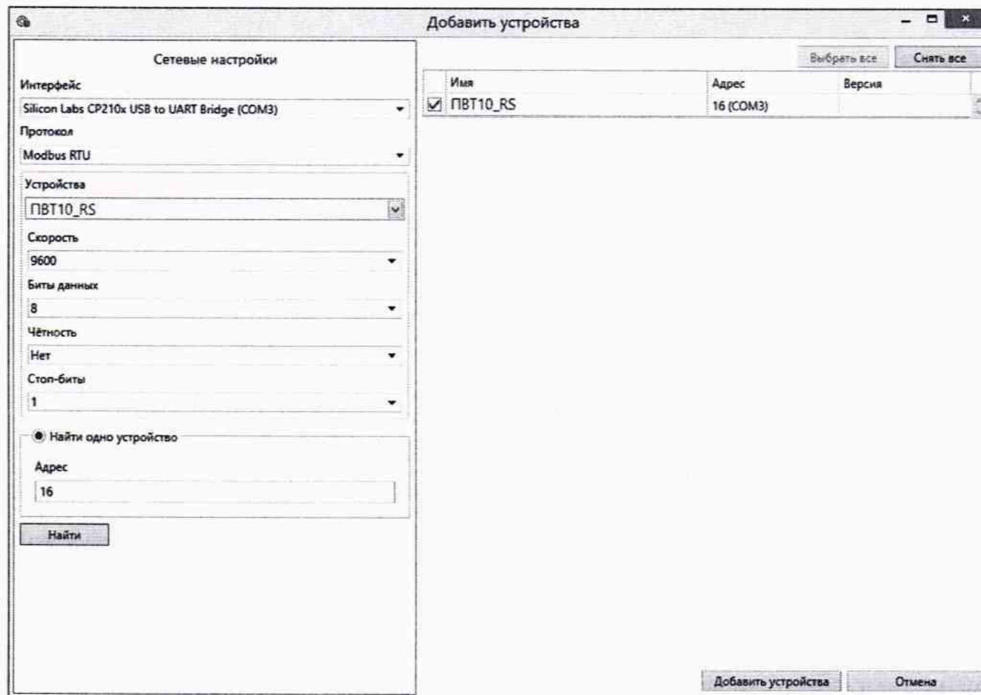 Добавить устройства
Сетевые настройки
Интерфейс
Silicon Labs CP210x USB to UART Bridge (COM3)
Протокол
Modbus RTU
Устройства
ПВТ10_RS
Скорость
9600
Биты данных
8
Чётность
Нет
Стоп-биты
1
Найти одно устройство
Адрес
16
Найти
Выбрать все Снять все
Имя Адрес Версия
ПВТ10_RS 16 (COM3)
Добавить устройства Отмена